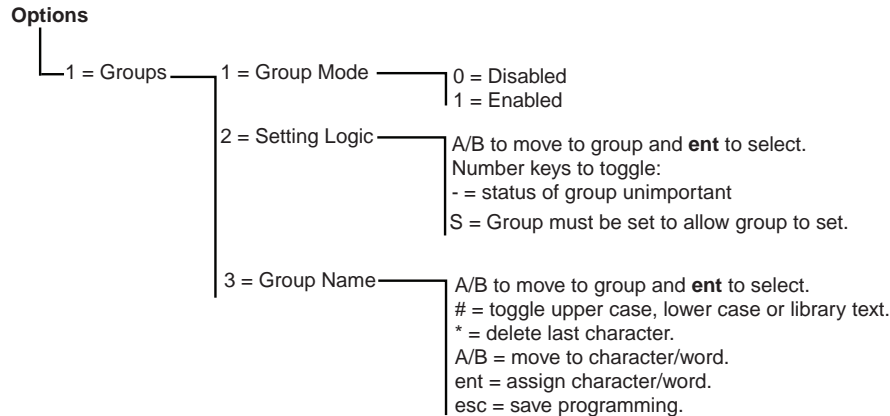 Options
1 = Groups
1 = Group Mode
0 = Disabled
1 = Enabled
2 = Setting Logic
A/B to move to group and ent to select.
Number keys to toggle:
- = status of group unimportant
S = Group must be set to allow group to set.
3 = Group Name
A/B to move to group and ent to select.
# = toggle upper case, lower case or library text.
* = delete last character.
A/B = move to character/word.
ent = assign character/word.
esc = save programming.